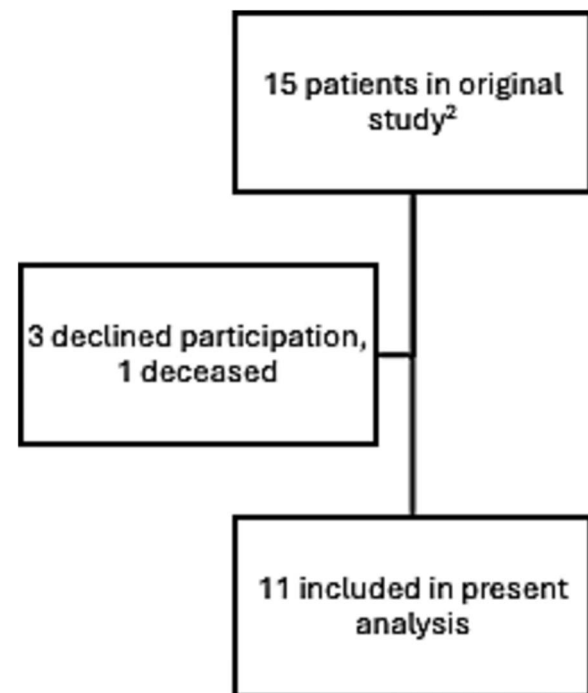 15 patients in original
study²
3 declined participation,
1 deceased
11 included in present
analysis